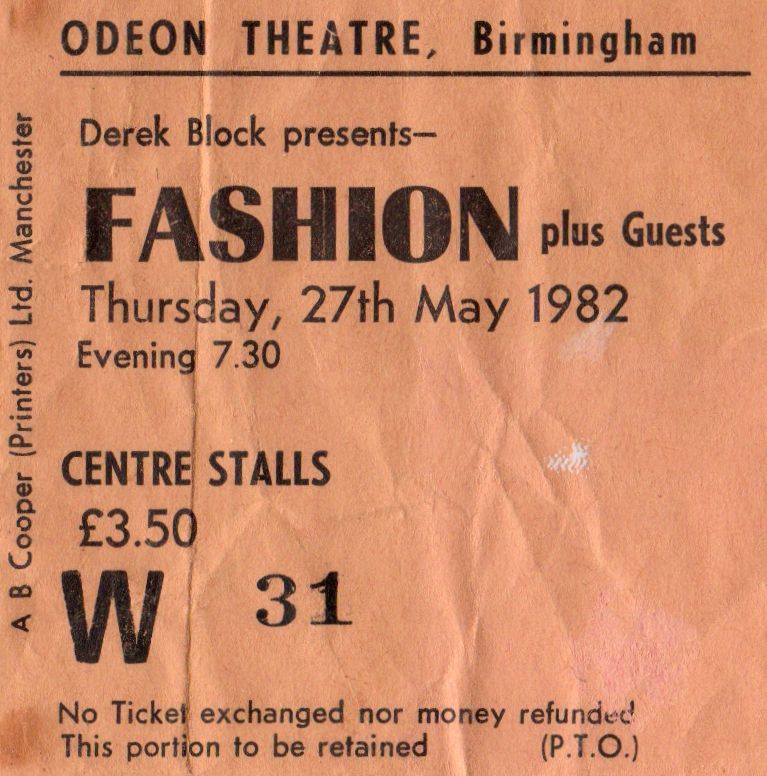 ODEON THEATRE, Birmingham
Derek Block presents—
FASHION plus Guests
Thursday, 27th May 1982
Evening 7.30
CENTRE STALLS
£3.50
W 31
No Ticket exchanged nor money refunded
This portion to be retained (P.T.O.)
A B Cooper (Printers) Ltd. Manchester